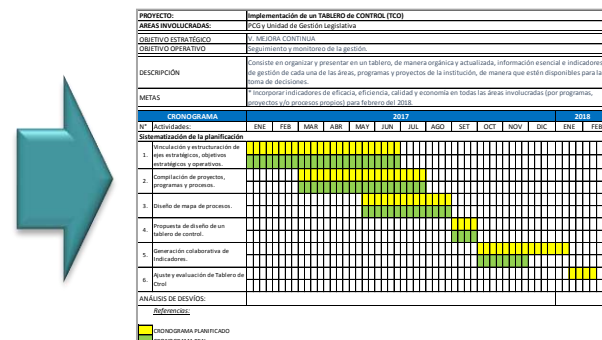 PROYECTO: Implementación de un TABLERO de CONTROL (TCO)
AREAS INVOLUCRADAS: PCG y Unidad de Gestión Legislativa
OBJETIVO ESTRATÉGICO V. MEJORA CONTINUA
OBJETIVO OPERATIVO Seguimiento y monitoreo de la gestión.
DESCRIPCIÓN
Consiste en organizar y presentar en un tablero, de manera orgánica y actualizada, información esencial e indicadores
de gestión de cada una de las áreas, programas y proyectos de la institución, de manera que estén disponibles para la
toma de decisiones.
METAS
* Incorporar indicadores de eficacia, eficiencia, calidad y economía en todas las áreas involucradas (por programas,
proyectos y/o procesos propios) para febrero del 2018.
CRONOGRAMA 2017 2018
N° Actividades: ENE FEB MAR ABR MAY JUN JUL AGO SET OCT NOV DIC ENE FEB
Sistematización de la planificación
1. Vinculación y estructuración de
ejes estratégicos, objetivos
estratégicos y operativos.
2. Compilación de proyectos,
programas y procesos.
3. Diseño de mapa de procesos.
4. Propuesta de diseño de un
tablero de control.
5. Generación colaborativa de
Indicadores.
6. Ajuste y evaluación de Tablero de
Ctrol
ANÁLISIS DE DESVÍOS:
Referencias:
CRONOGRAMA PLANIFICADO